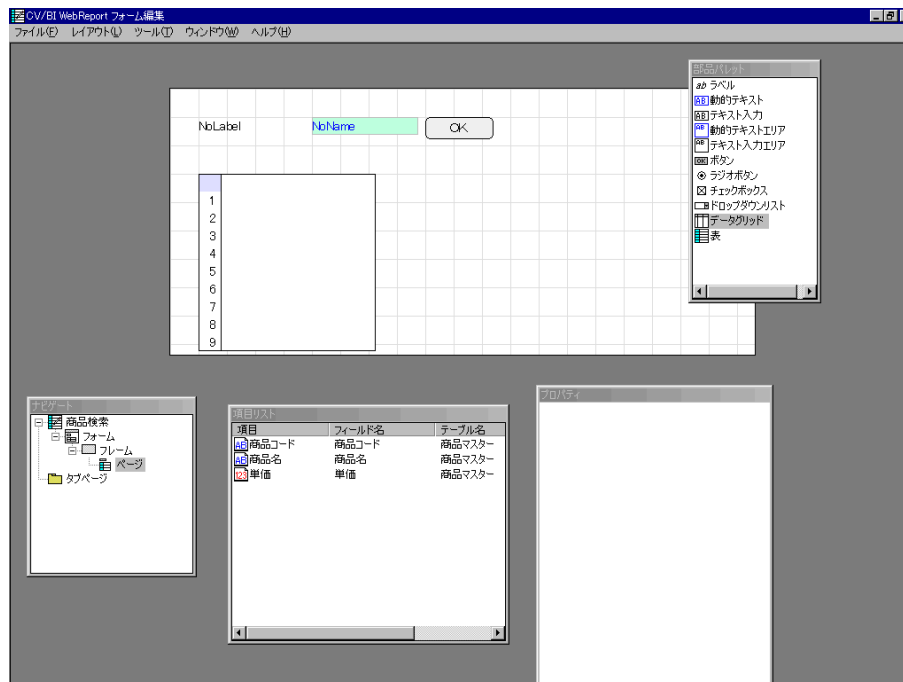 CV/BI WebReport フォーム編集
ファイル(F) レイアウト(L) ツール(T) ウィンドウ(W) ヘルプ(H)
部品パレット
ab ラベル
AB 動的テキスト
AB テキスト入力
AB 動的テキストエリア
AB テキスト入力エリア
OK ボタン
ラジオボタン
チェックボックス
ドロップダウンリスト
データグリッド
表
NoLabel NoName OK
1
2
3
4
5
6
7
8
9
ナビゲート
商品検索
フォーム
フレーム
ページ
タブページ
項目リスト
項目 フィールド名 テーブル名
AB 商品コード 商品コード 商品マスター
AB 商品名 商品名 商品マスター
123 単価 単価 商品マスター
プロパティ